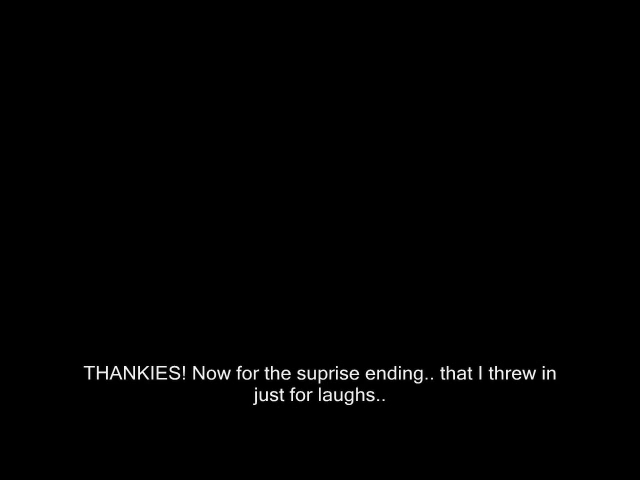 THANKIES! Now for the suprise ending.. that I threw in
just for laughs..